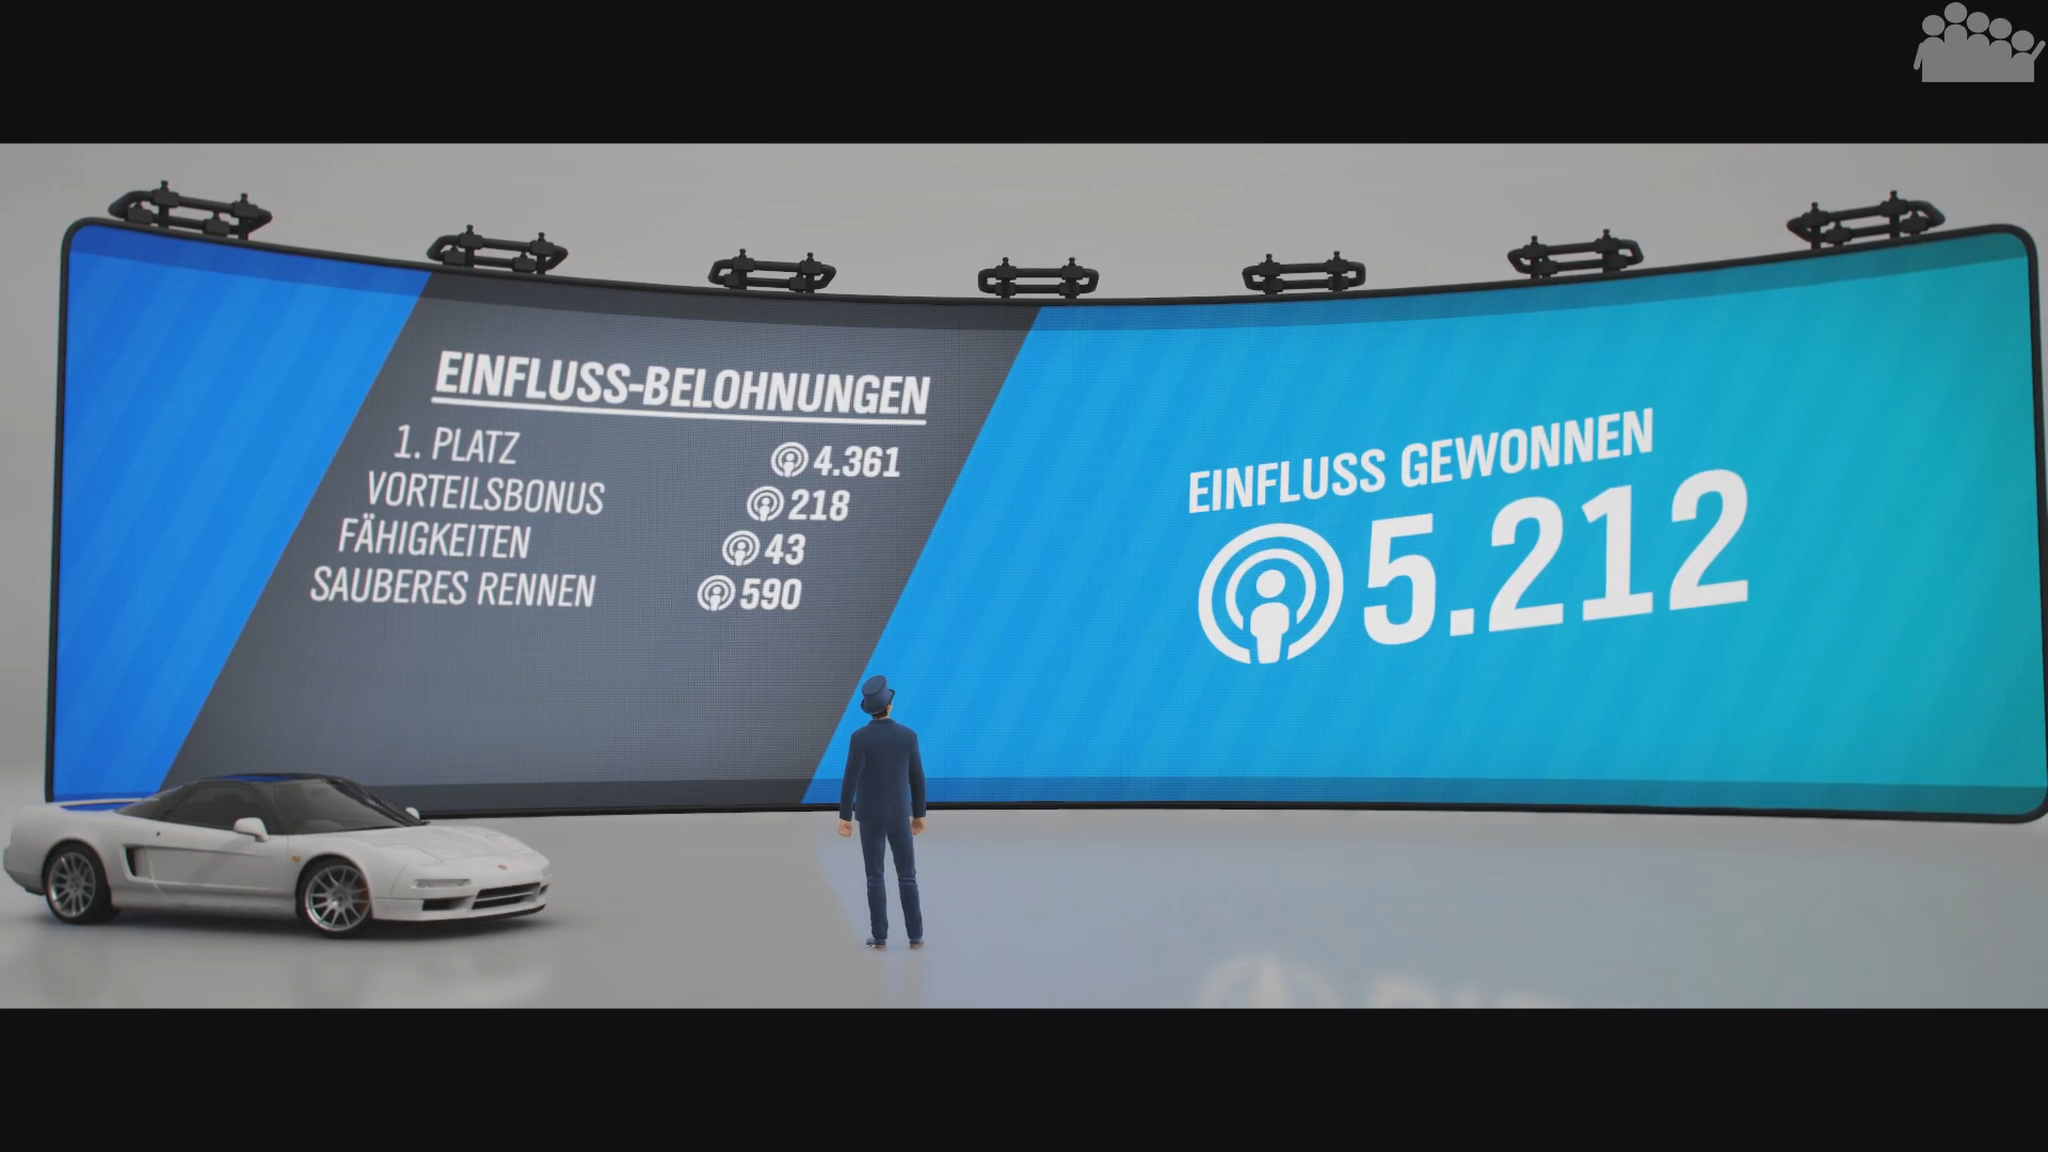 EINFLUSS-BELOHNUNGEN
1. PLATZ 4.361
VORTEILSBONUS 218
FÄHIGKEITEN 43
SAUBERES RENNEN 590
EINFLUSS GEWONNEN
5.212